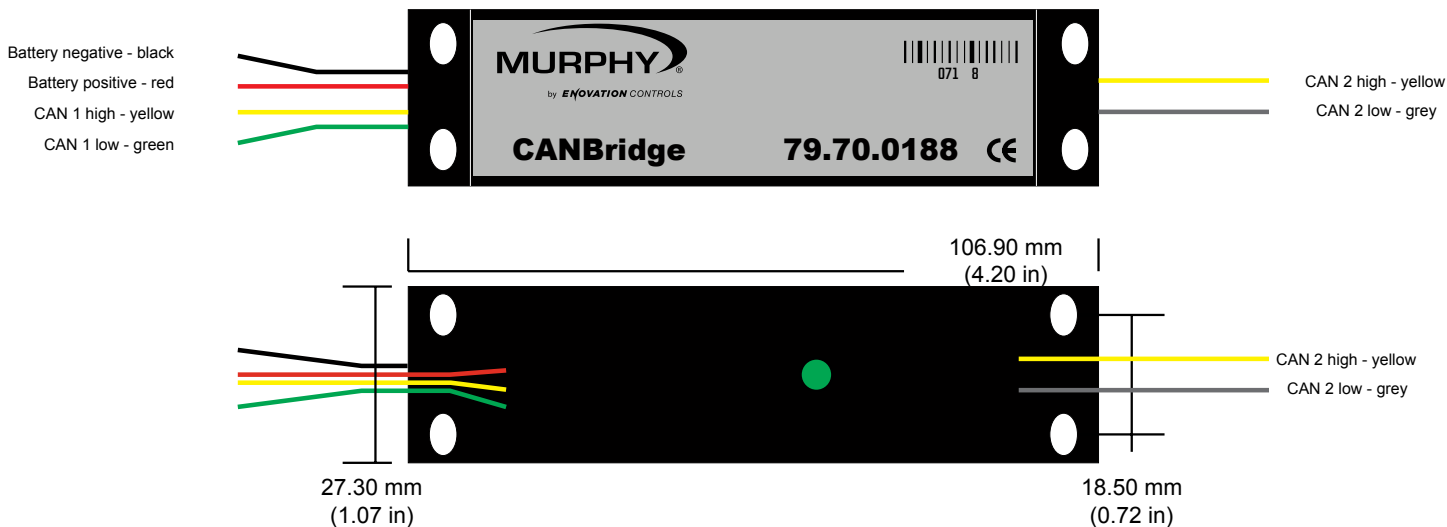 Battery negative - black
Battery positive - red
CAN 1 high - yellow
CAN 1 low - green
MURPHY®
by ENOVATION CONTROLS
071 8
CANBridge 79.70.0188 CE
CAN 2 high - yellow
CAN 2 low - grey
106.90 mm
(4.20 in)
CAN 2 high - yellow
CAN 2 low - grey
27.30 mm
(1.07 in)
18.50 mm
(0.72 in)